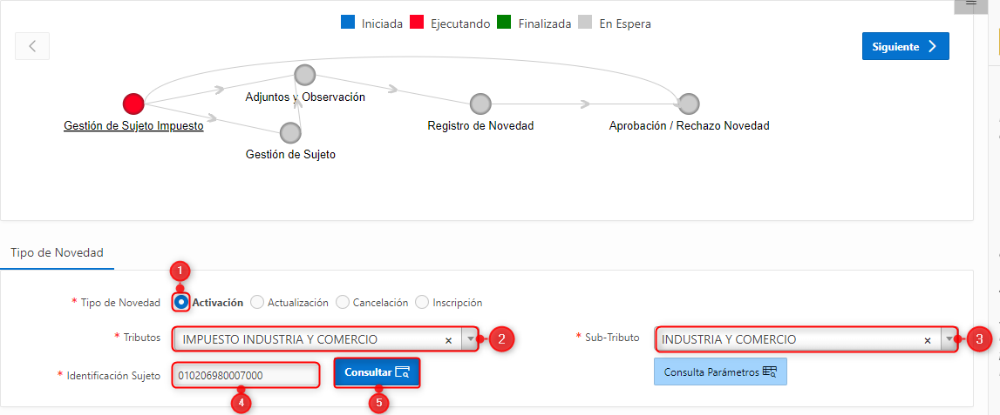 Iniciada Ejecutando Finalizada En Espera
Siguiente
Adjuntos y Observación
Gestión de Sujeto Impuesto
Registro de Novedad
Aprobación / Rechazo Novedad
Gestión de Sujeto
Tipo de Novedad
1
* Tipo de Novedad Activación Actualización Cancelación Inscripción
* Tributos IMPUESTO INDUSTRIA Y COMERCIO × 2
* Sub-Tributo INDUSTRIA Y COMERCIO × 3
* Identificación Sujeto 010206980007000 Consultar Consulta Parámetros
4 5